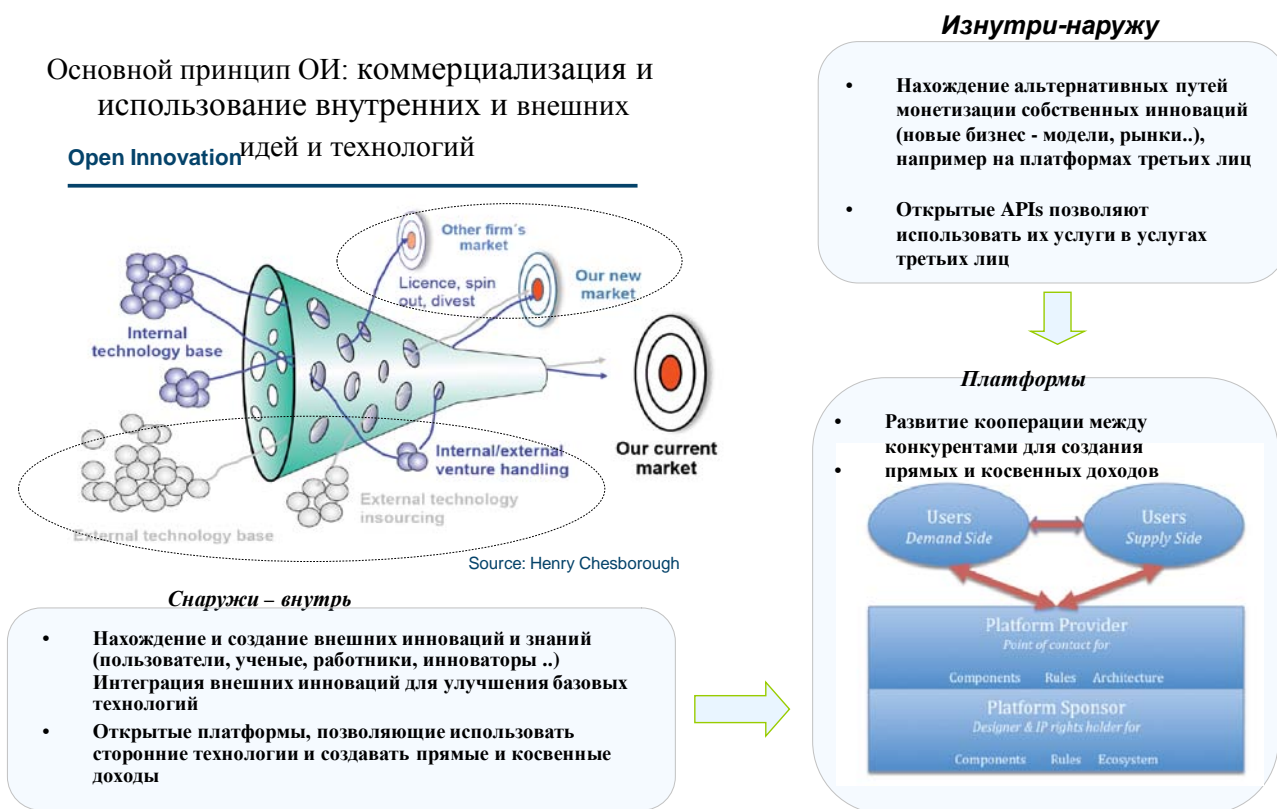 Основной принцип ОИ: коммерциализация и
использование внутренних и внешних
идей и технологий
Open Innovation
Other firm´s
market
Licence, spin
out, divest
Our new
market
Internal
technology base
Internal/external
venture handling
Our current
market
External technology
insourcing
External technology base
Source: Henry Chesborough
Снаружи – внутрь
• Нахождение и создание внешних инноваций и знаний
(пользователи, ученые, работники, инноваторы ..)
Интеграция внешних инноваций для улучшения базовых
технологий
• Открытые платформы, позволяющие использовать
сторонние технологии и создавать прямые и косвенные
доходы
Изнутри-наружу
• Нахождение альтернативных путей
монетизации собственных инноваций
(новые бизнес - модели, рынки..),
например на платформах третьих лиц
• Открытые APIs позволяют
использовать их услуги в услугах
третьих лиц
Платформы
• Развитие кооперации между
конкурентами для создания
• прямых и косвенных доходов
Users
Demand Side
Users
Supply Side
Platform Provider
Point of contact for
Components Rules Architecture
Platform Sponsor
Designer & IP rights holder for
Components Rules Ecosystem